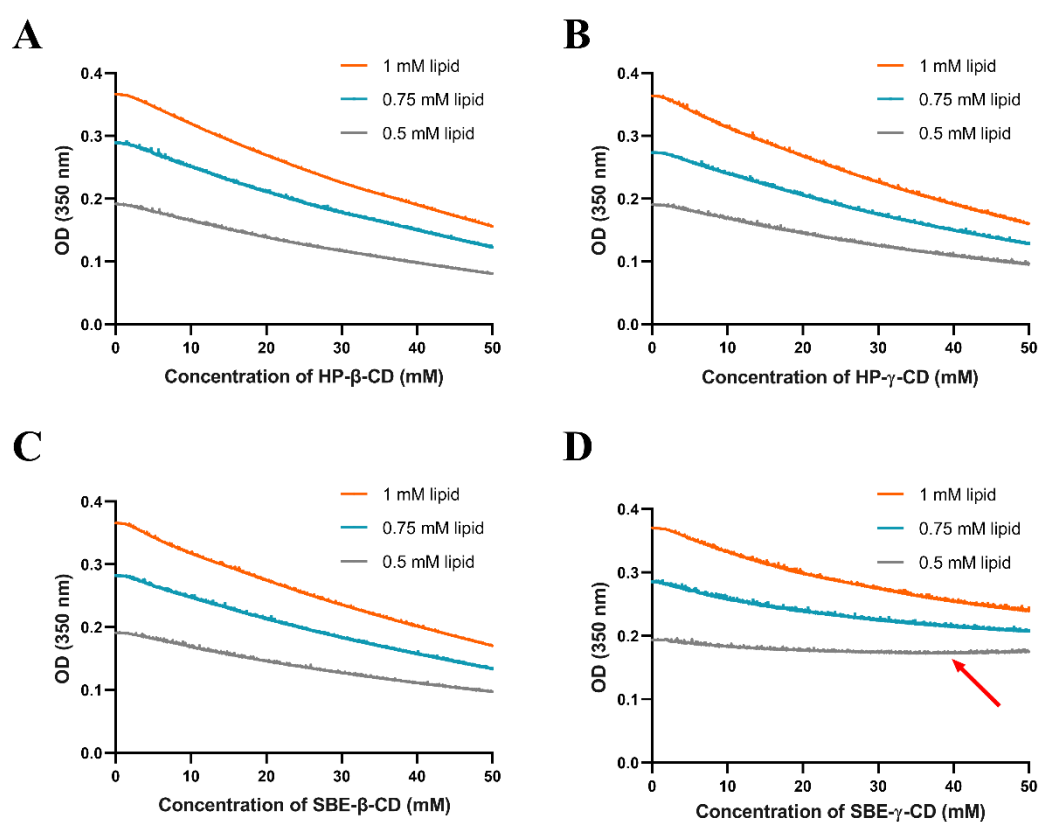 A
1 mM lipid
0.75 mM lipid
0.5 mM lipid
OD (350 nm)
0.4
0.3
0.2
0.1
0.0
0 10 20 30 40 50
Concentration of HP-β-CD (mM)
B
1 mM lipid
0.75 mM lipid
0.5 mM lipid
OD (350 nm)
0.4
0.3
0.2
0.1
0.0
0 10 20 30 40 50
Concentration of HP-γ-CD (mM)
C
1 mM lipid
0.75 mM lipid
0.5 mM lipid
OD (350 nm)
0.4
0.3
0.2
0.1
0.0
0 10 20 30 40 50
Concentration of SBE-β-CD (mM)
D
1 mM lipid
0.75 mM lipid
0.5 mM lipid
OD (350 nm)
0.4
0.3
0.2
0.1
0.0
0 10 20 30 40 50
Concentration of SBE-γ-CD (mM)